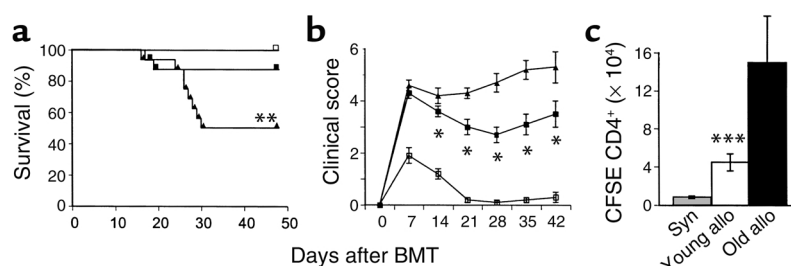 a
b
c
Survival (%)
100
80
60
40
20
0
0 10 20 30 40 50
**
Clinical score
6
4
2
0
0 7 14 21 28 35 42
* * * * *
Days after BMT
CFSE CD4⁺ (× 10⁴)
16
12
8
4
0
***
Syn
Young allo
Old allo